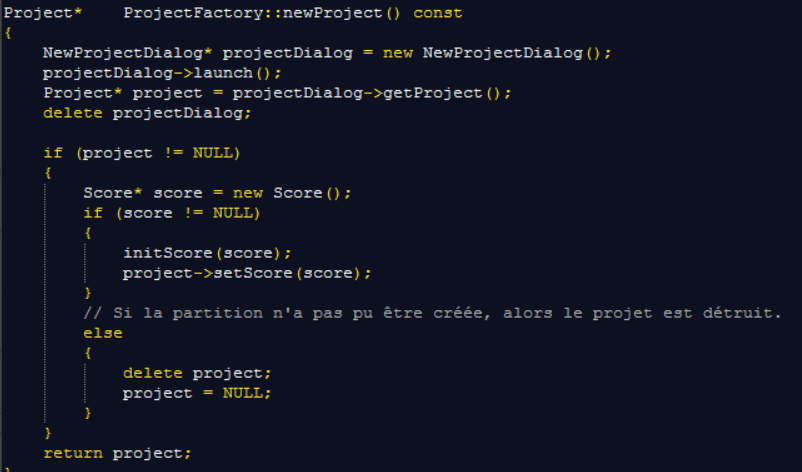 Project*    ProjectFactory::newProject() const
{
    NewProjectDialog* projectDialog = new NewProjectDialog();
    projectDialog->launch();
    Project* project = projectDialog->getProject();
    delete projectDialog;

    if (project != NULL)
    {
        Score* score = new Score();
        if (score != NULL)
        {
            initScore(score);
            project->setScore(score);
        }
        // Si la partition n'a pas pu être créée, alors le projet est détruit.
        else
        {
            delete project;
            project = NULL;
        }
    }
    return project;
}